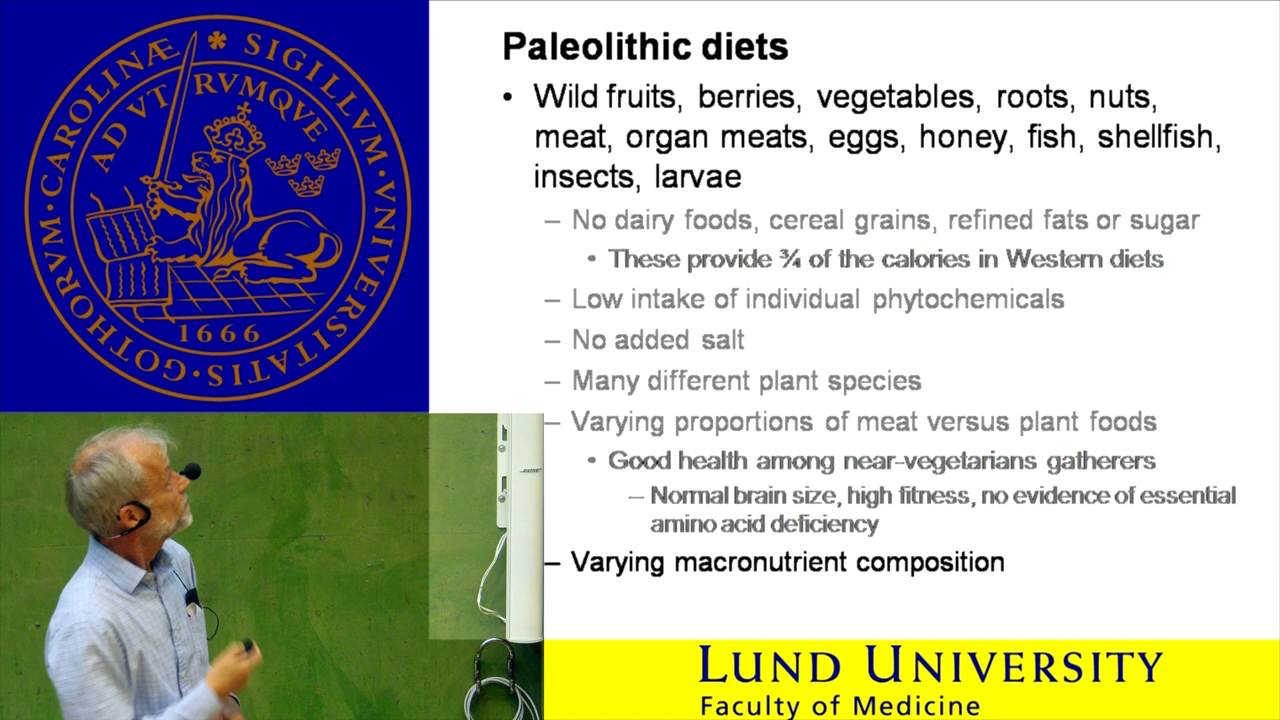 SIGILLVM·VNIVERSITATIS·GOTHORVM·CAROLINÆ
AD VTRVMQVE
1666
Paleolithic diets
• Wild fruits, berries, vegetables, roots, nuts,
meat, organ meats, eggs, honey, fish, shellfish,
insects, larvae
– No dairy foods, cereal grains, refined fats or sugar
• These provide ¾ of the calories in Western diets
– Low intake of individual phytochemicals
– No added salt
– Many different plant species
– Varying proportions of meat versus plant foods
• Good health among near-vegetarians gatherers
– Normal brain size, high fitness, no evidence of essential
amino acid deficiency
– Varying macronutrient composition
BOSE
LUND UNIVERSITY
Faculty of Medicine